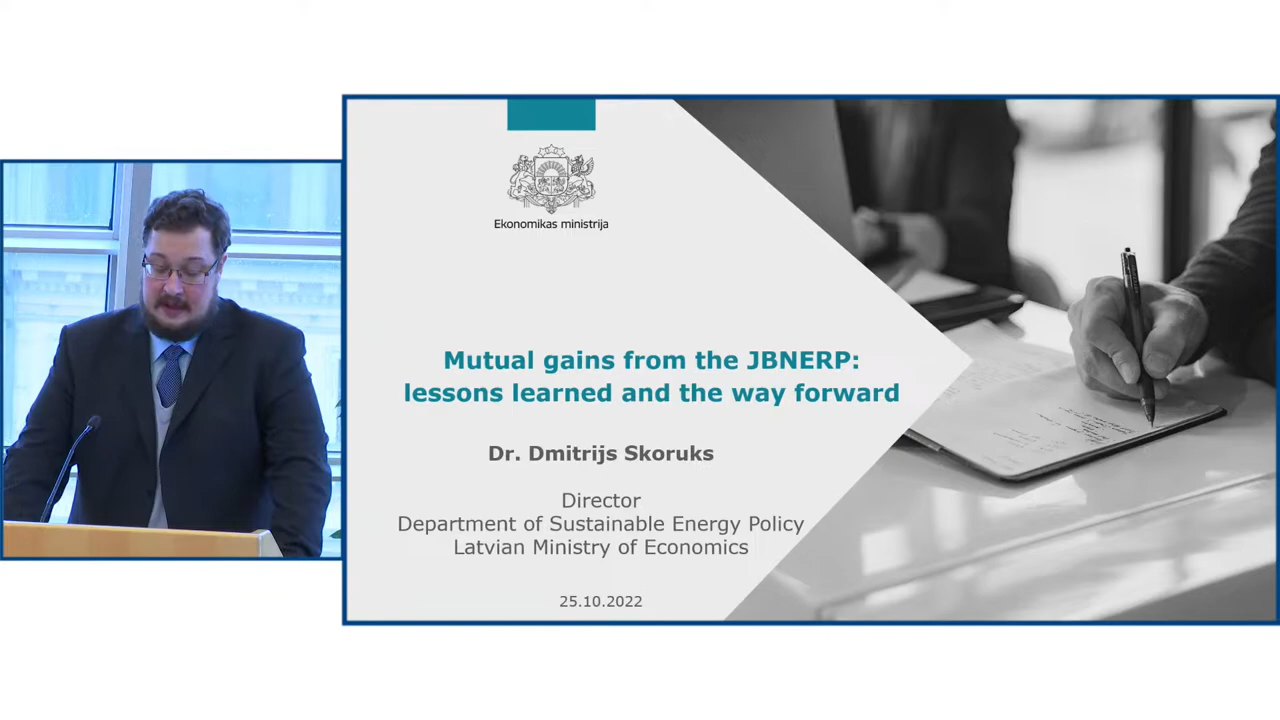 Ekonomikas ministrija
Mutual gains from the JBNERP:
lessons learned and the way forward
Dr. Dmitrijs Skoruks
Director
Department of Sustainable Energy Policy
Latvian Ministry of Economics
25.10.2022